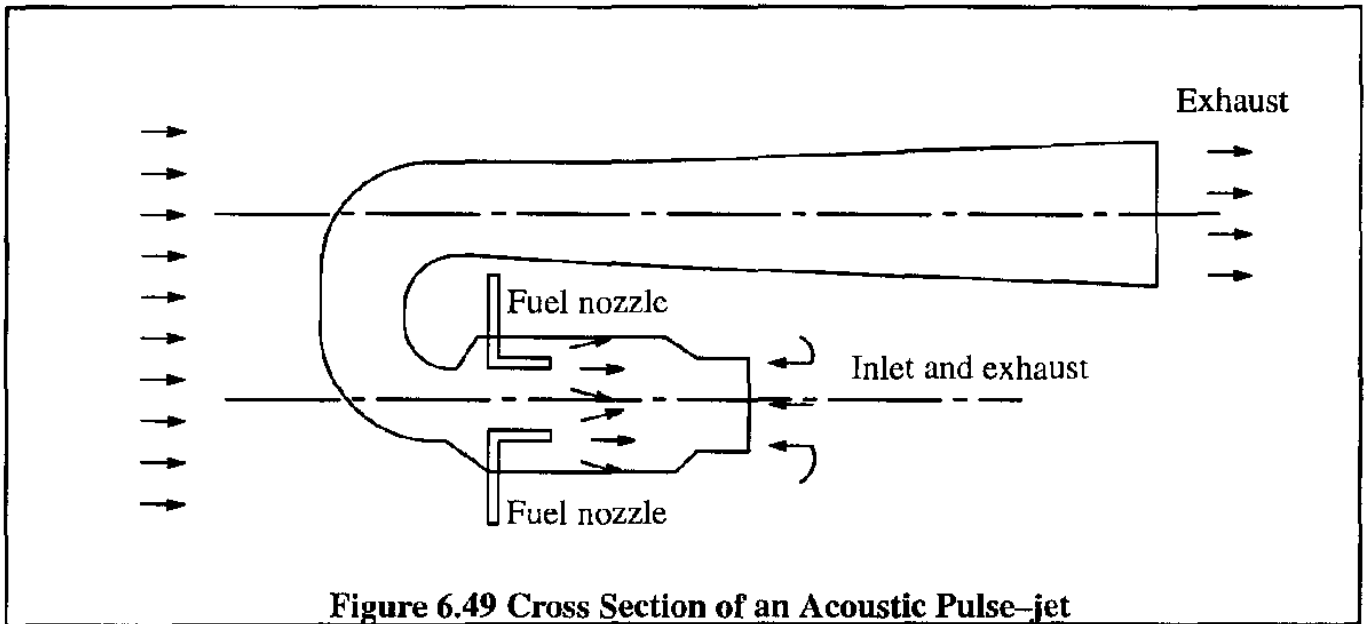 Exhaust
Fuel nozzle
Inlet and exhaust
Fuel nozzle
Figure 6.49 Cross Section of an Acoustic Pulse–jet